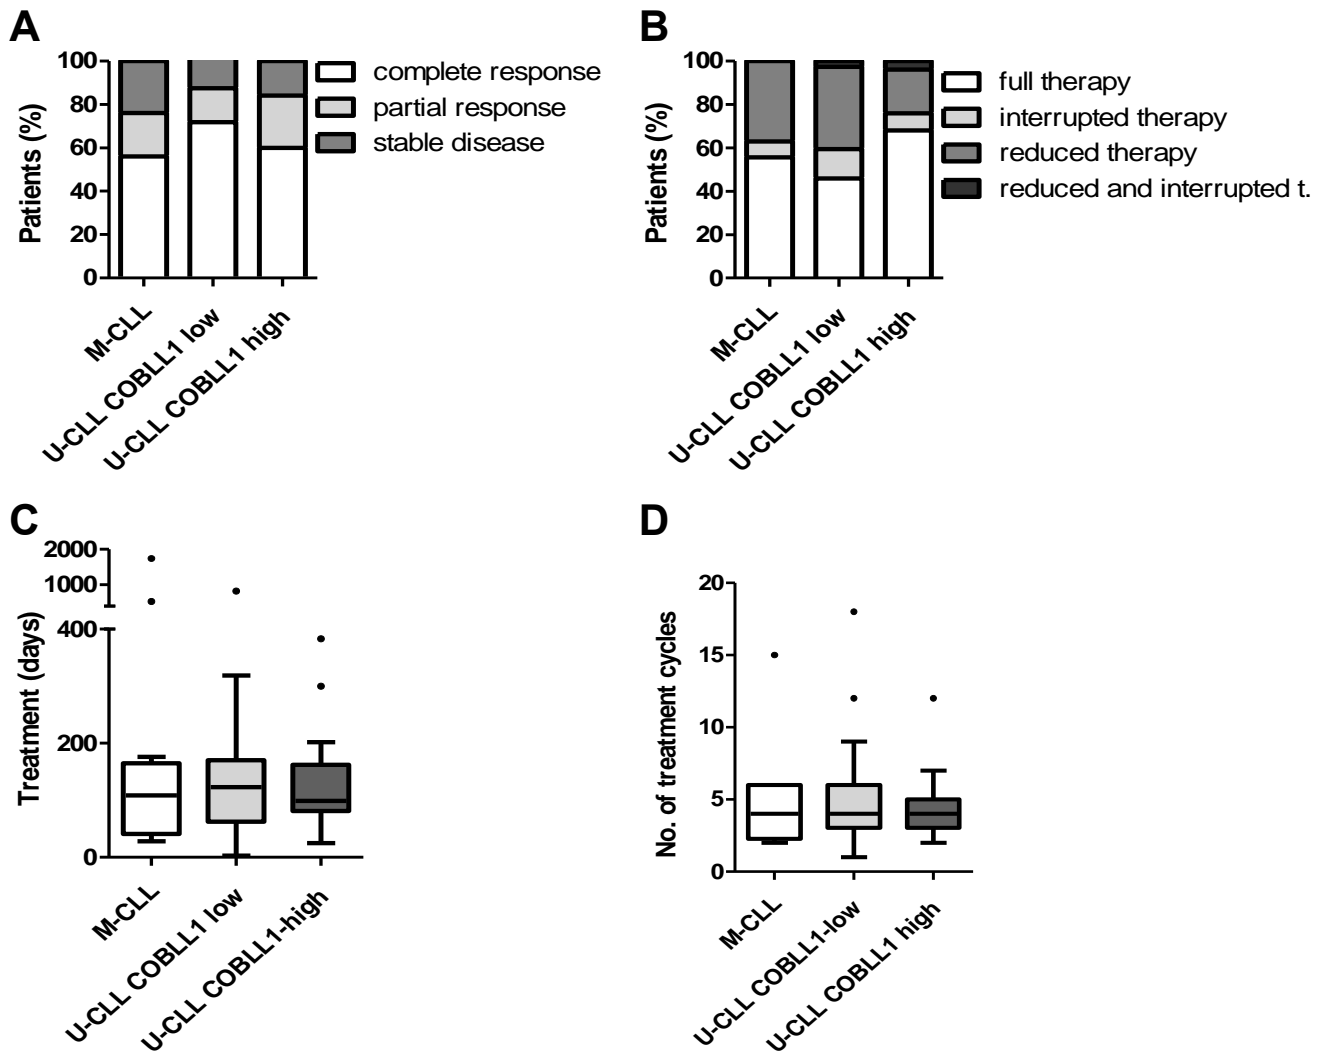 A
Patients (%)
100
80
60
40
20
0
M-CLL
U-CLL COBLL1 low
U-CLL COBLL1 high
complete response
partial response
stable disease
B
Patients (%)
100
80
60
40
20
0
M-CLL
U-CLL COBLL1 low
U-CLL COBLL1 high
full therapy
interrupted therapy
reduced therapy
reduced and interrupted t.
C
Treatment (days)
2000
1000
400
200
0
M-CLL
U-CLL COBLL1 low
U-CLL COBLL1-high
D
No. of treatment cycles
20
15
10
5
0
M-CLL
U-CLL COBLL1-low
U-CLL COBLL1 high